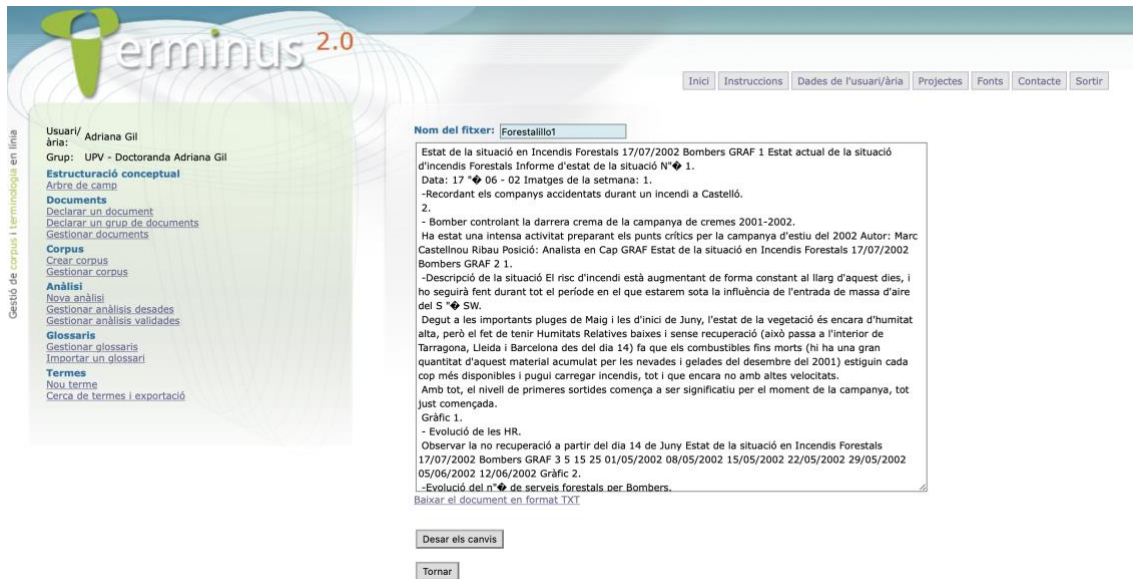 Terminus 2.0
Inici Instruccions Dades de l'usuari/ària Projectes Fonts Contacte Sortir
Gestió de corpus i terminologia en línia
Usuari/ària: Adriana Gil
Grup: UPV - Doctoranda Adriana Gil
Estructuració conceptual
Arbre de camp
Documents
Declarar un document
Declarar un grup de documents
Gestionar documents
Corpus
Crear corpus
Gestionar corpus
Anàlisi
Nova anàlisi
Gestionar anàlisis desades
Gestionar anàlisis validades
Glossaris
Gestionar glossaris
Importar un glossari
Termes
Nou terme
Cerca de termes i exportació
Nom del fitxer: Forestalillo1
Estat de la situació en Incendis Forestals 17/07/2002 Bombers GRAF 1 Estat actual de la situació
d'incendis Forestals Informe d'estat de la situació N"� 1.
Data: 17 "� 06 - 02 Imatges de la setmana: 1.
-Recordant els companys accidentats durant un incendi a Castelló.
2.
- Bomber controlant la darrera crema de la campanya de cremes 2001-2002.
Ha estat una intensa activitat preparant els punts crítics per la campanya d'estiu del 2002 Autor: Marc
Castellnou Ribau Posició: Analista en Cap GRAF Estat de la situació en Incendis Forestals 17/07/2002
Bombers GRAF 2 1.
-Descripció de la situació El risc d'incendi està augmentant de forma constant al llarg d'aquest dies, i
ho seguirà fent durant tot el període en el que estarem sota la influència de l'entrada de massa d'aire
del S "� SW.
Degut a les importants pluges de Maig i les d'inici de Juny, l'estat de la vegetació és encara d'humitat
alta, però el fet de tenir Humitats Relatives baixes i sense recuperació (això passa a l'interior de
Tarragona, Lleida i Barcelona des del dia 14) fa que els combustibles fins morts (hi ha una gran
quantitat d'aquest material acumulat per les nevades i gelades del desembre del 2001) estiguin cada
cop més disponibles i pugui carregar incendis, tot i que encara no amb altes velocitats.
Amb tot, el nivell de primeres sortides comença a ser significatiu per el moment de la campanya, tot
just començada.
Gràfic 1.
- Evolució de les HR.
Observar la no recuperació a partir del dia 14 de Juny Estat de la situació en Incendis Forestals
17/07/2002 Bombers GRAF 3 5 15 25 01/05/2002 08/05/2002 15/05/2002 22/05/2002 29/05/2002
05/06/2002 12/06/2002 Gràfic 2.
-Evolució del n"� de serveis forestals per Bombers.
Baixar el document en format TXT
Desar els canvis
Tornar